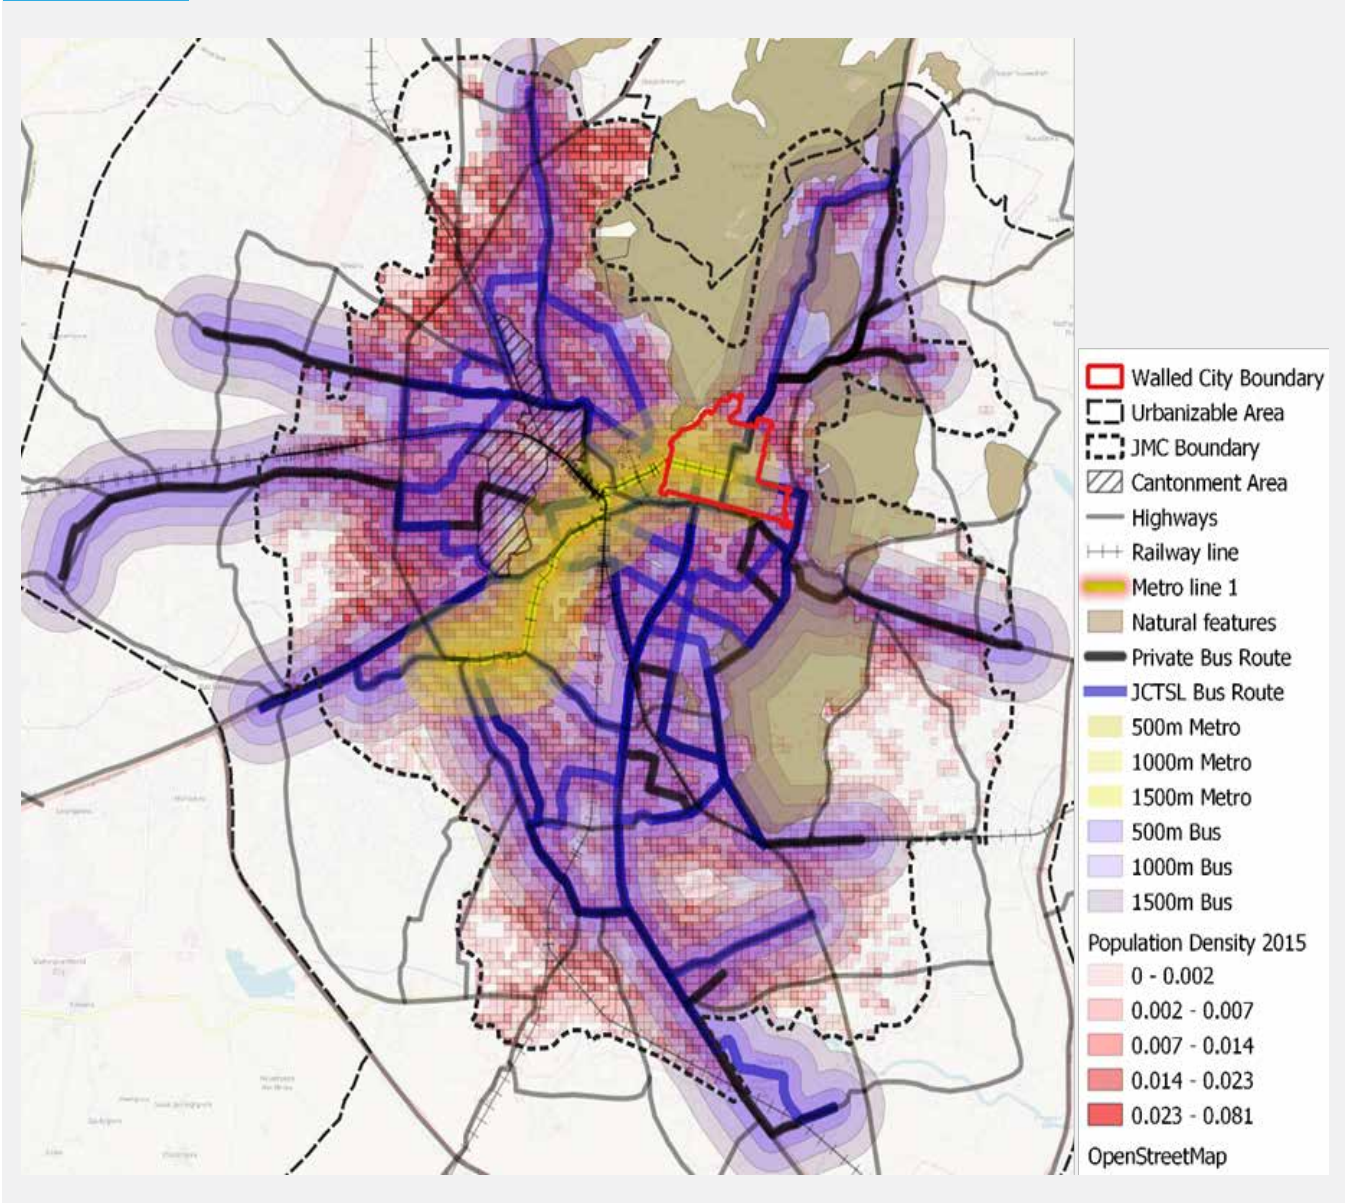 Walled City Boundary
Urbanizable Area
JMC Boundary
Cantonment Area
Highways
Railway line
Metro line 1
Natural features
Private Bus Route
JCTSL Bus Route
500m Metro
1000m Metro
1500m Metro
500m Bus
1000m Bus
1500m Bus
Population Density 2015
0 - 0.002
0.002 - 0.007
0.007 - 0.014
0.014 - 0.023
0.023 - 0.081
OpenStreetMap